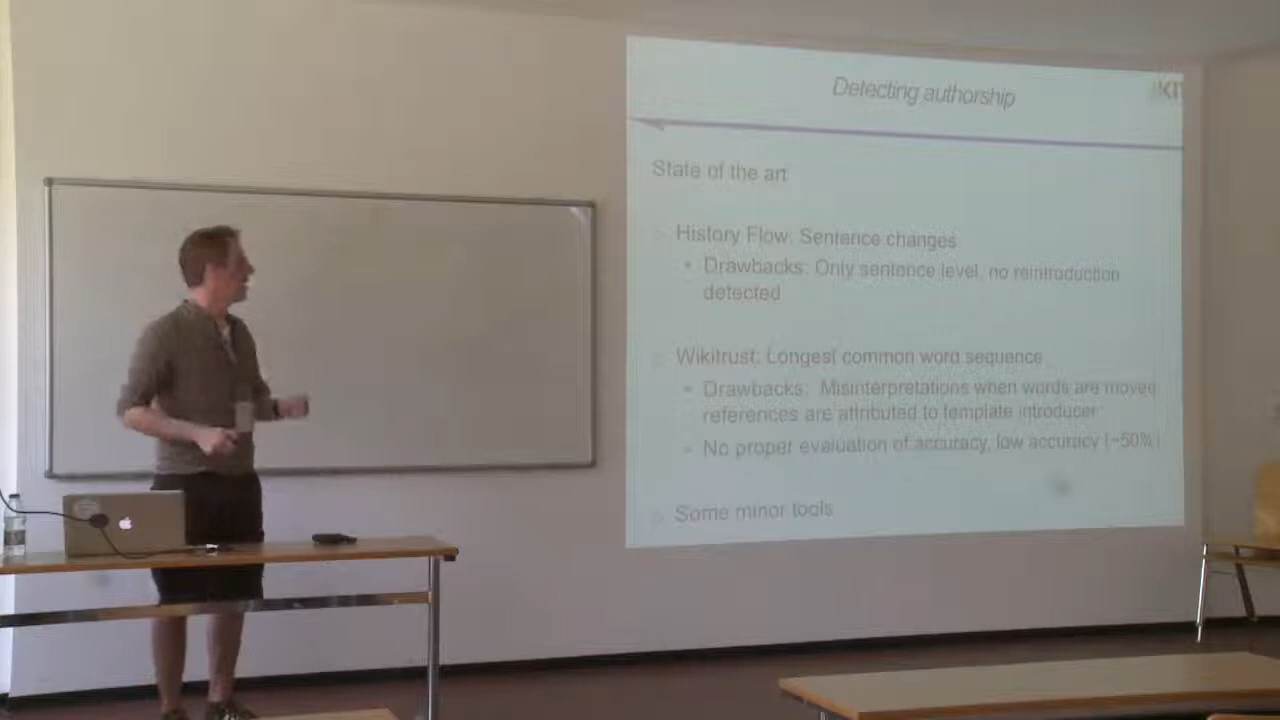 Detecting authorship
KIT
State of the art
History Flow: Sentence changes
Drawbacks: Only sentence level, no reintroduction
detected
Wikitrust: Longest common word sequence
Drawbacks: Misinterpretations when words are moved
references are attributed to template introducer
No proper evaluation of accuracy, low accuracy (~50%)
Some minor tools